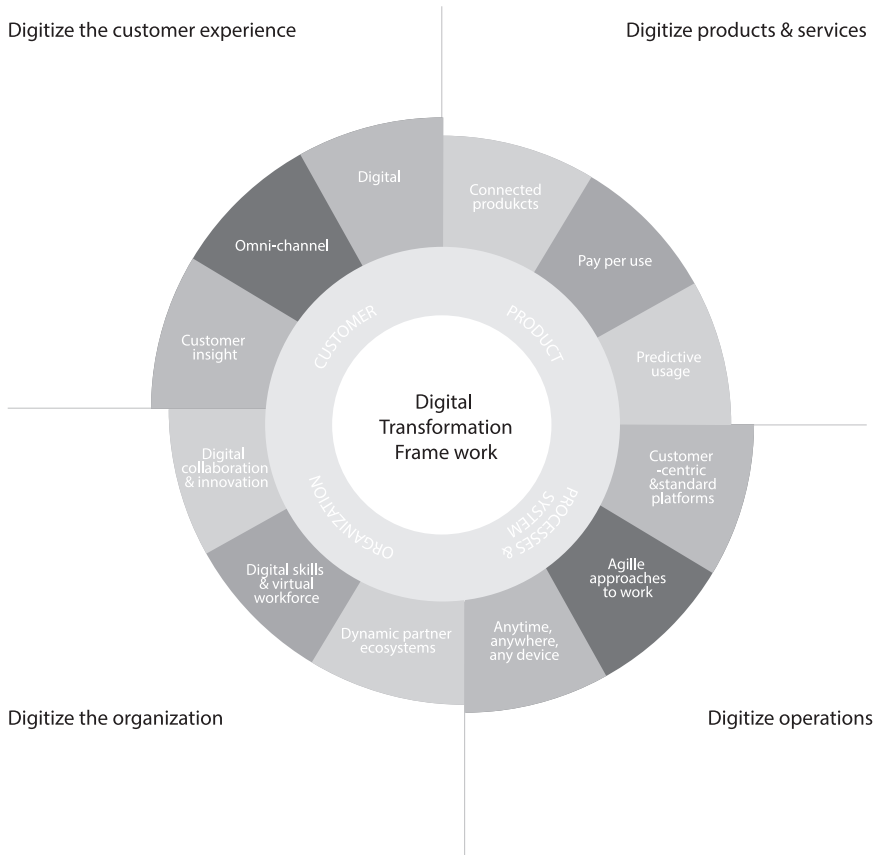 Digitize the customer experience
Digitize products & services
Digital
Connected
produkcts
Omni-channel
Pay per use
Customer
insight
Predictive
usage
CUSTOMER
PRODUCT
Digital
Transformation
Frame work
Digital
collaboration
& innovation
Customer
-centric
&standard
platforms
ORGANIZATION
PROCESSES &
SYSTEM
Digital skills
& virtual
workforce
Agille
approaches
to work
Dynamic partner
ecosystems
Anytime,
anywhere,
any device
Digitize the organization
Digitize operations